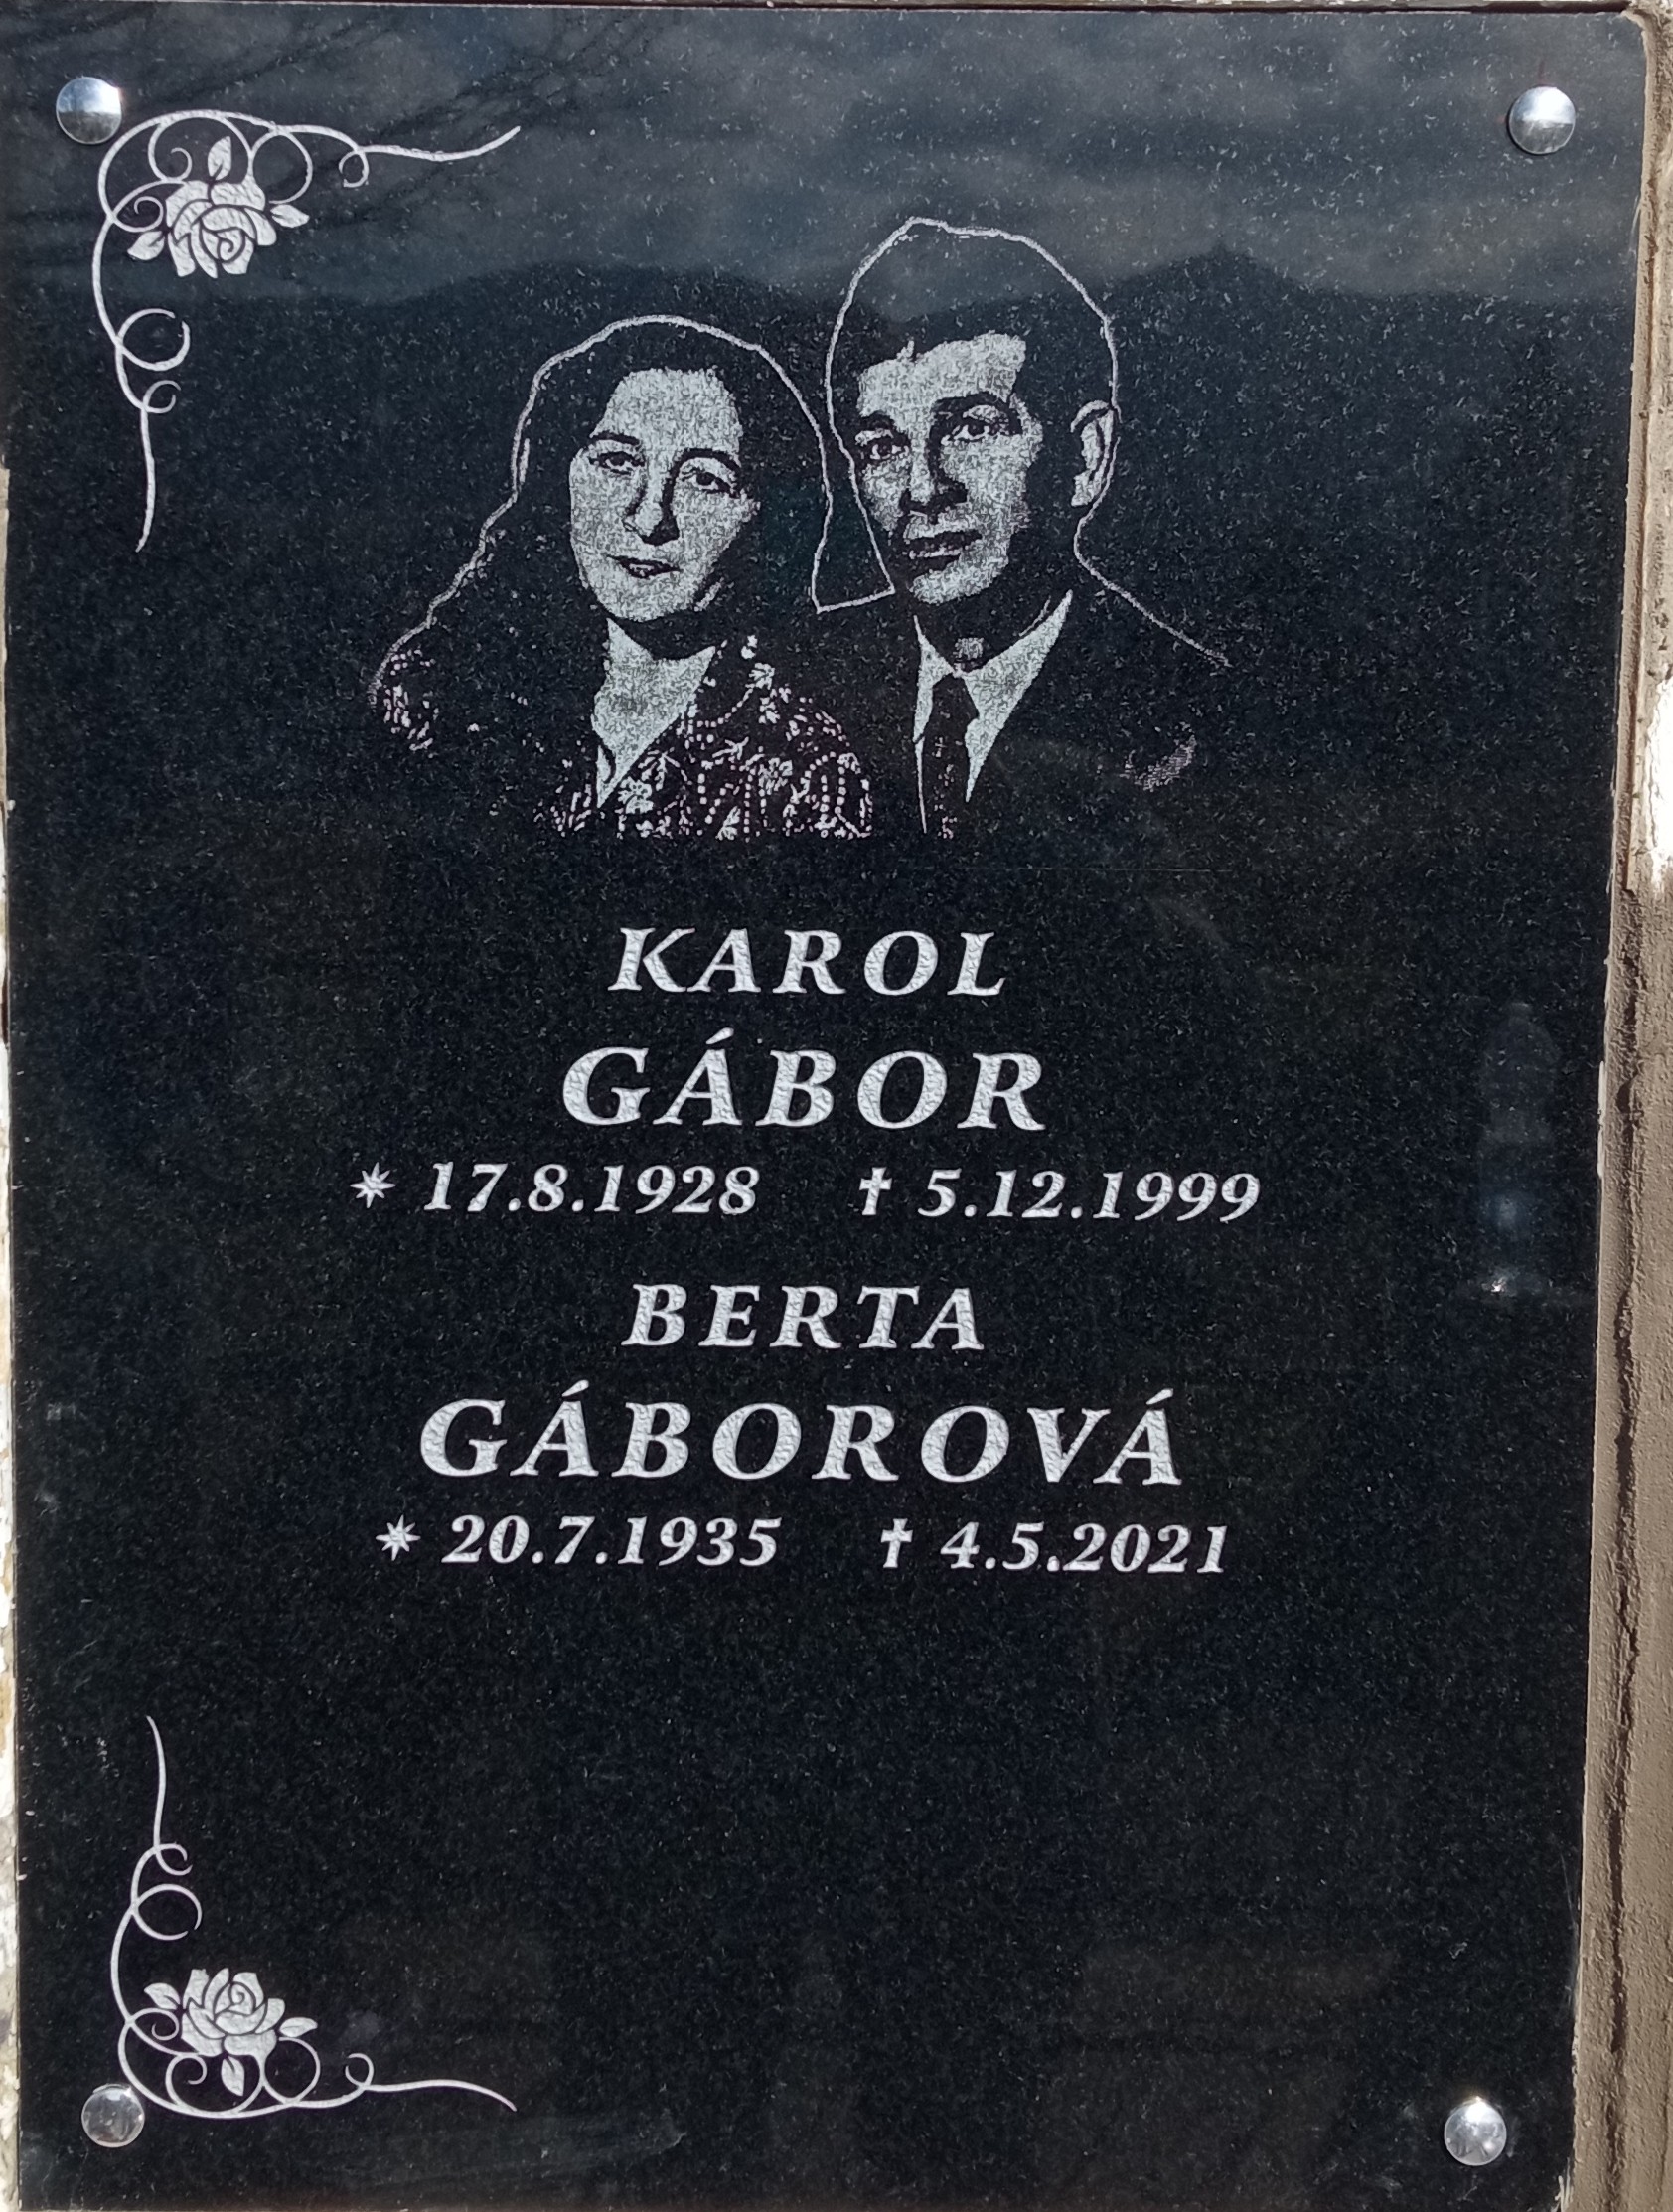 KAROL
GÁBOR
* 17.8.1928 † 5.12.1999
BERTA
GÁBOROVÁ
* 20.7.1935 † 4.5.2021